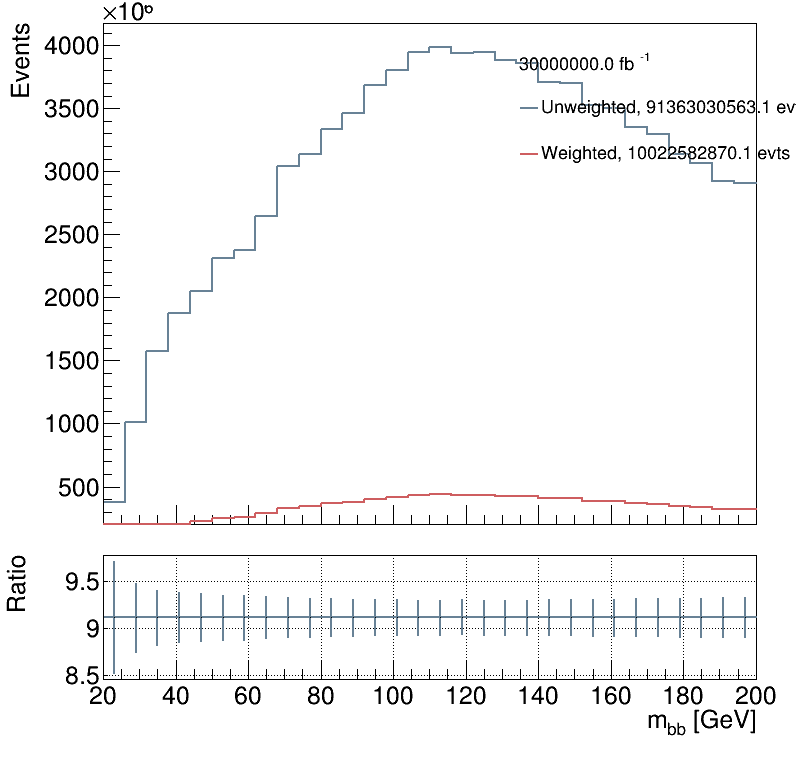 ×10⁶
Events
4000
3500
3000
2500
2000
1500
1000
500
30000000.0 fb -1
Unweighted, 91363030563.1 ev
Weighted, 10022582870.1 evts
Ratio
9.5
9
8.5
20 40 60 80 100 120 140 160 180 200
mbb [GeV]